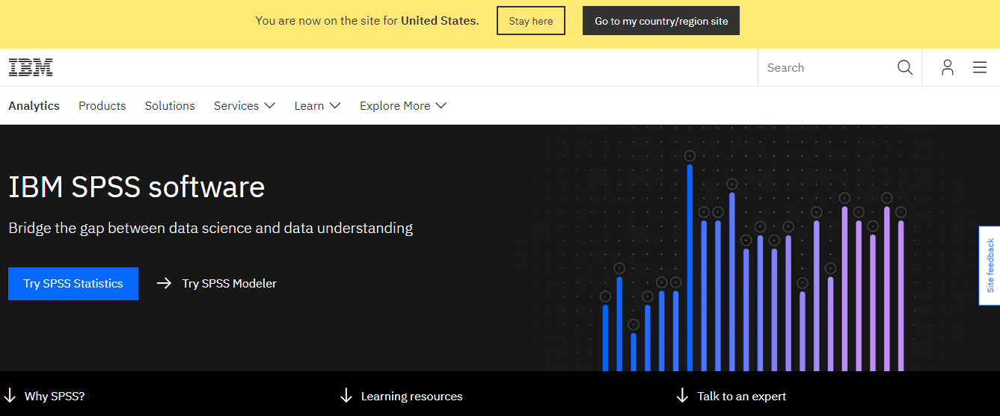 You are now on the site for United States. Stay here Go to my country/region site
IBM Search
Analytics Products Solutions Services Learn Explore More
IBM SPSS software
Bridge the gap between data science and data understanding
Try SPSS Statistics Try SPSS Modeler
Site feedback
Why SPSS? Learning resources Talk to an expert